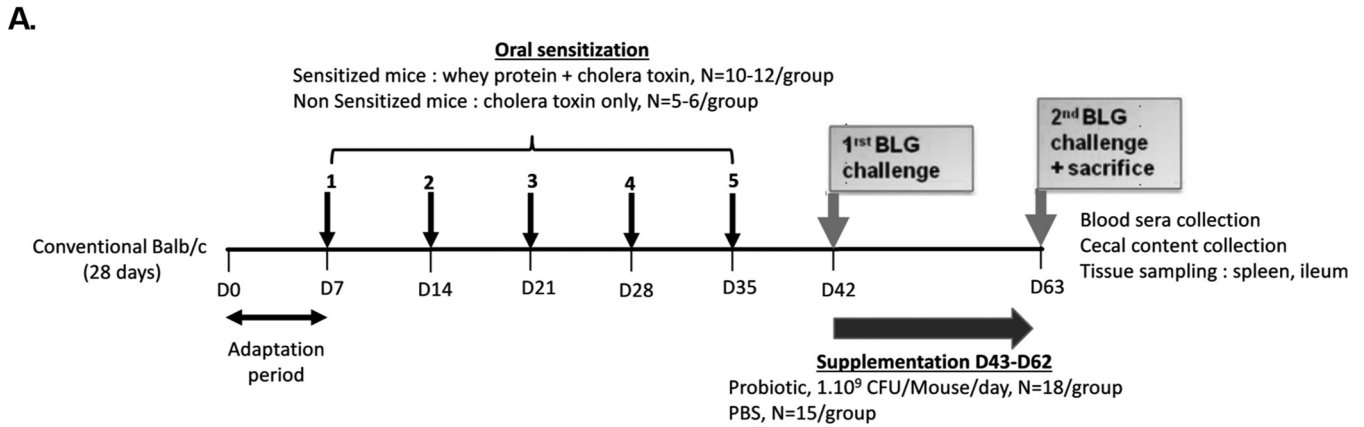 A.
Oral sensitization
Sensitized mice : whey protein + cholera toxin, N=10-12/group
Non Sensitized mice : cholera toxin only, N=5-6/group
1
2
3
4
5
1rst BLG
challenge
2nd BLG
challenge
+ sacrifice
Conventional Balb/c
(28 days)
Blood sera collection
Cecal content collection
Tissue sampling : spleen, ileum
D0
D7
D14
D21
D28
D35
D42
D63
Adaptation
period
Supplementation D43-D62
Probiotic, 1.10⁹ CFU/Mouse/day, N=18/group
PBS, N=15/group